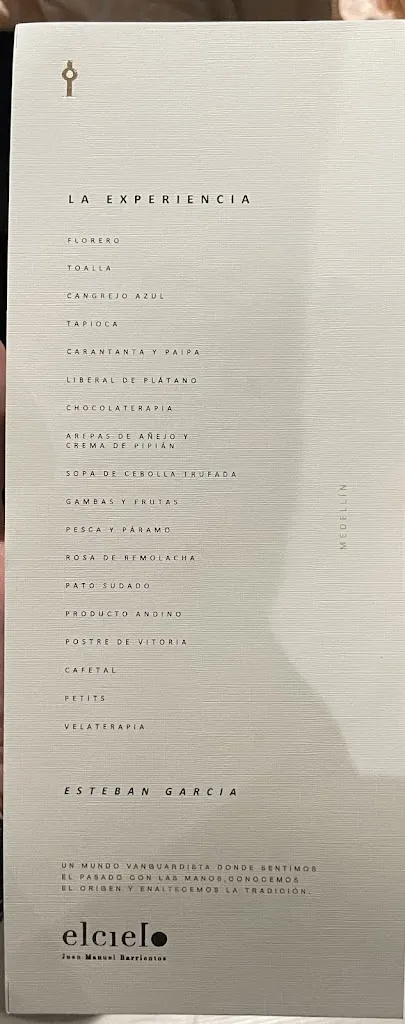 LA EXPERIENCIA
FLORERO
TOALLA
CANGREJO AZUL
TAPIOCA
CARANTANTA Y PAIPA
LIBERAL DE PLÁTANO
CHOCOLATERAPIA
AREPAS DE AÑEJO Y
CREMA DE PIPIÁN
SOPA DE CEBOLLA TRUFADA
GAMBAS Y FRUTAS
PESCA Y PÁRAMO
ROSA DE REMOLACHA
PATO SUDADO
PRODUCTO ANDINO
POSTRE DE VITORIA
CAFETAL
PETITS
VELATERAPIA
MEDELLÍN
ESTEBAN GARCIA
UN MUNDO VANGUARDISTA DONDE SENTIMOS
EL PASADO CON LAS MANOS,CONOCEMOS
EL ORIGEN Y ENALTECEMOS LA TRADICIÓN.
elcielo
Juan Manuel Barrientos